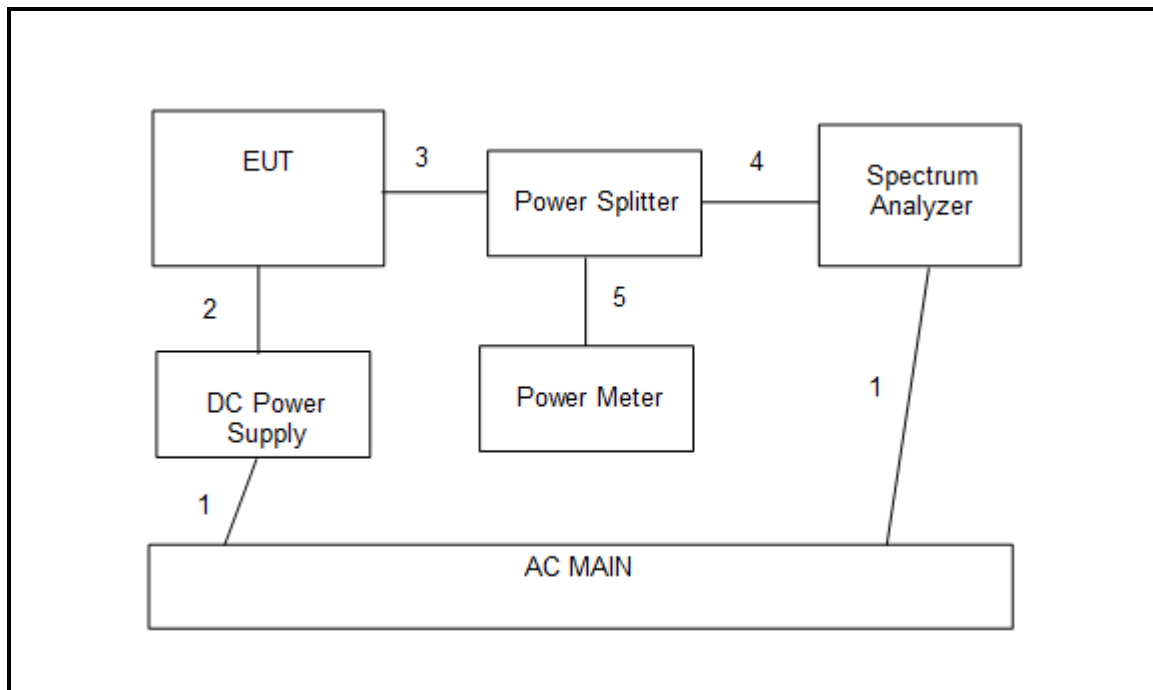 EUT
3
Power Splitter
4
Spectrum
Analyzer
2
5
DC Power
Supply
Power Meter
1
1
AC MAIN